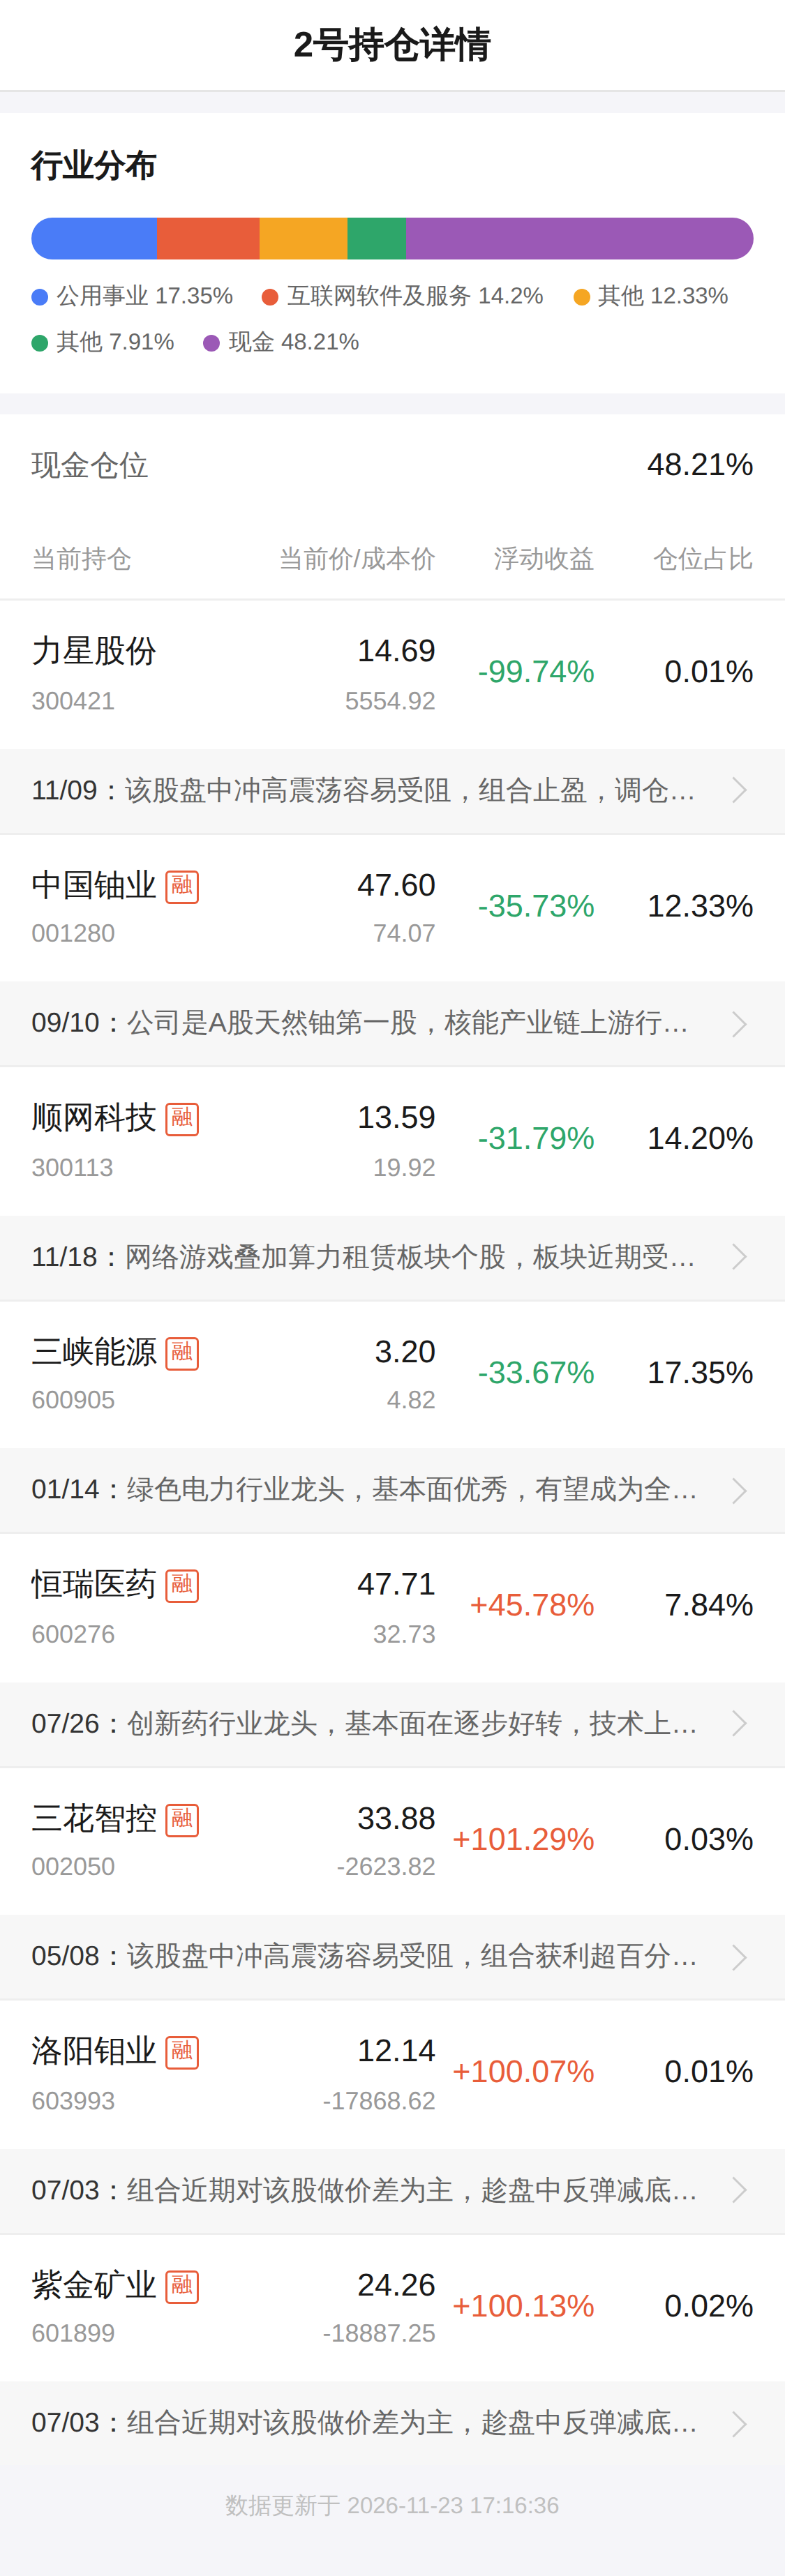 2号持仓详情
行业分布
公用事业 17.35% 互联网软件及服务 14.2% 其他 12.33%
其他 7.91% 现金 48.21%
现金仓位 48.21%
当前持仓 当前价/成本价 浮动收益 仓位占比
力星股份 14.69 -99.74% 0.01%
300421 5554.92
11/09：该股盘中冲高震荡容易受阻，组合止盈，调仓…
中国铀业 融 47.60 -35.73% 12.33%
001280 74.07
09/10：公司是A股天然铀第一股，核能产业链上游行…
顺网科技 融 13.59 -31.79% 14.20%
300113 19.92
11/18：网络游戏叠加算力租赁板块个股，板块近期受…
三峡能源 融 3.20 -33.67% 17.35%
600905 4.82
01/14：绿色电力行业龙头，基本面优秀，有望成为全…
恒瑞医药 融 47.71 +45.78% 7.84%
600276 32.73
07/26：创新药行业龙头，基本面在逐步好转，技术上…
三花智控 融 33.88 +101.29% 0.03%
002050 -2623.82
05/08：该股盘中冲高震荡容易受阻，组合获利超百分…
洛阳钼业 融 12.14 +100.07% 0.01%
603993 -17868.62
07/03：组合近期对该股做价差为主，趁盘中反弹减底…
紫金矿业 融 24.26 +100.13% 0.02%
601899 -18887.25
07/03：组合近期对该股做价差为主，趁盘中反弹减底…
数据更新于 2026-11-23 17:16:36